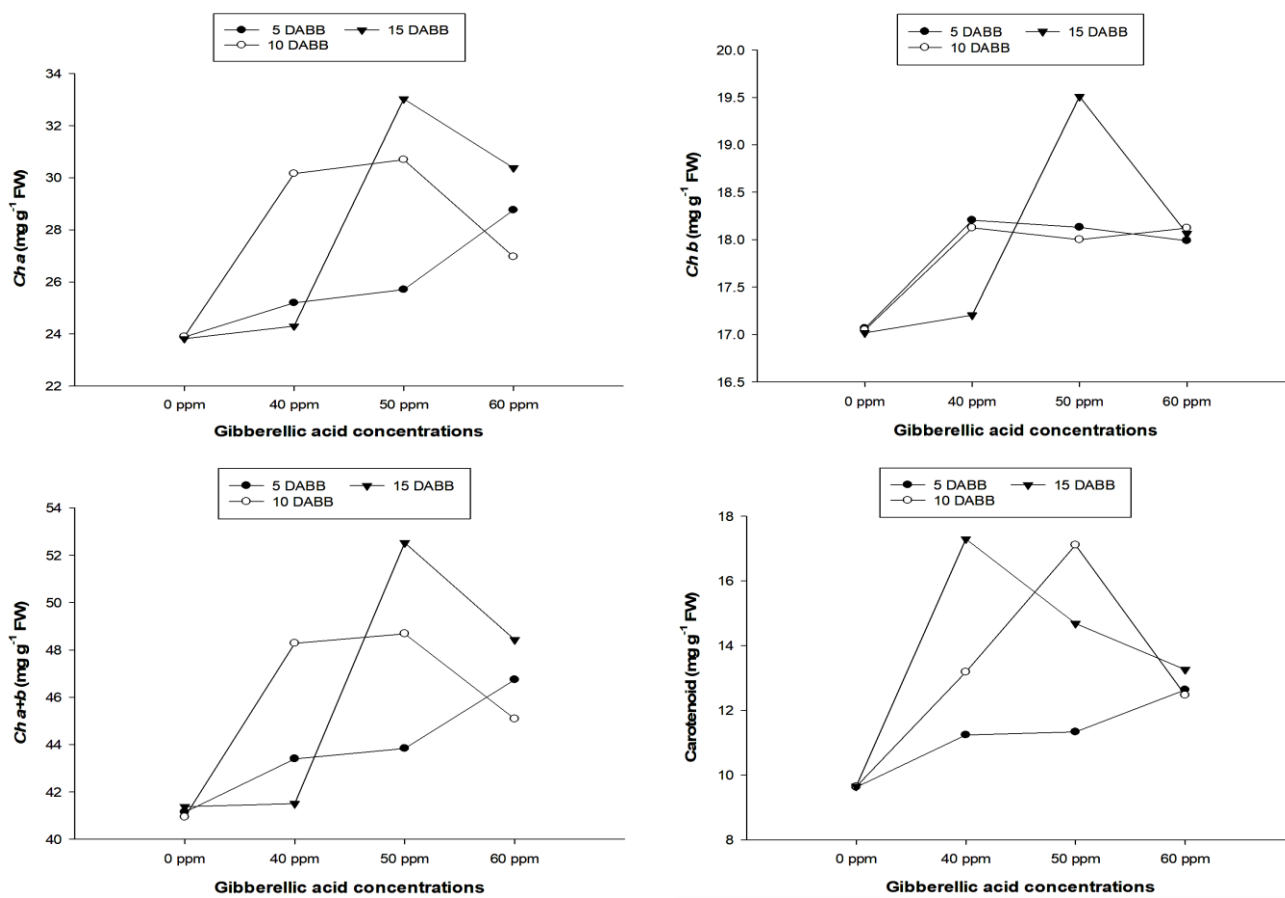 5 DABB 15 DABB
10 DABB
34
32
30
28
26
24
22
Ch a (mg g-1 FW)
0 ppm 40 ppm 50 ppm 60 ppm
Gibberellic acid concentrations
5 DABB 15 DABB
10 DABB
20.0
19.5
19.0
18.5
18.0
17.5
17.0
16.5
Ch b (mg g-1 FW)
0 ppm 40 ppm 50 ppm 60 ppm
Gibberellic acid concentrations
5 DABB 15 DABB
10 DABB
54
52
50
48
46
44
42
40
Ch a+b (mg g-1 FW)
0 ppm 40 ppm 50 ppm 60 ppm
Gibberellic acid concentrations
5 DABB 15 DABB
10 DABB
18
16
14
12
10
8
Carotenoid (mg g-1 FW)
0 ppm 40 ppm 50 ppm 60 ppm
Gibberellic acid concentrations